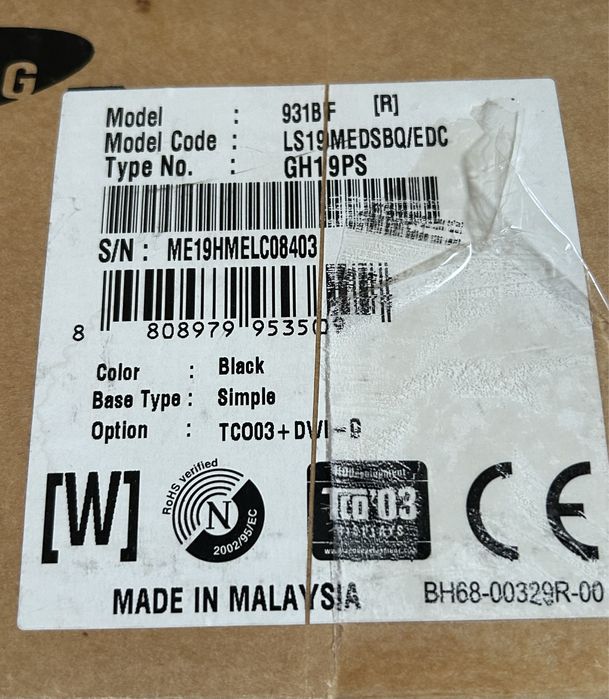 G
Model : 931BF [R]
Model Code : LS19MEDSBQ/EDC
Type No. : GH19PS
S/N : ME19HMELC08403
8 808979 953509
Color : Black
Base Type : Simple
Option : TCO03+DVI-D
[W]
RoHS verified
N
2002/95/EC
TCO'03
DISPLAYS
CE
MADE IN MALAYSIA
BH68-00329R-00